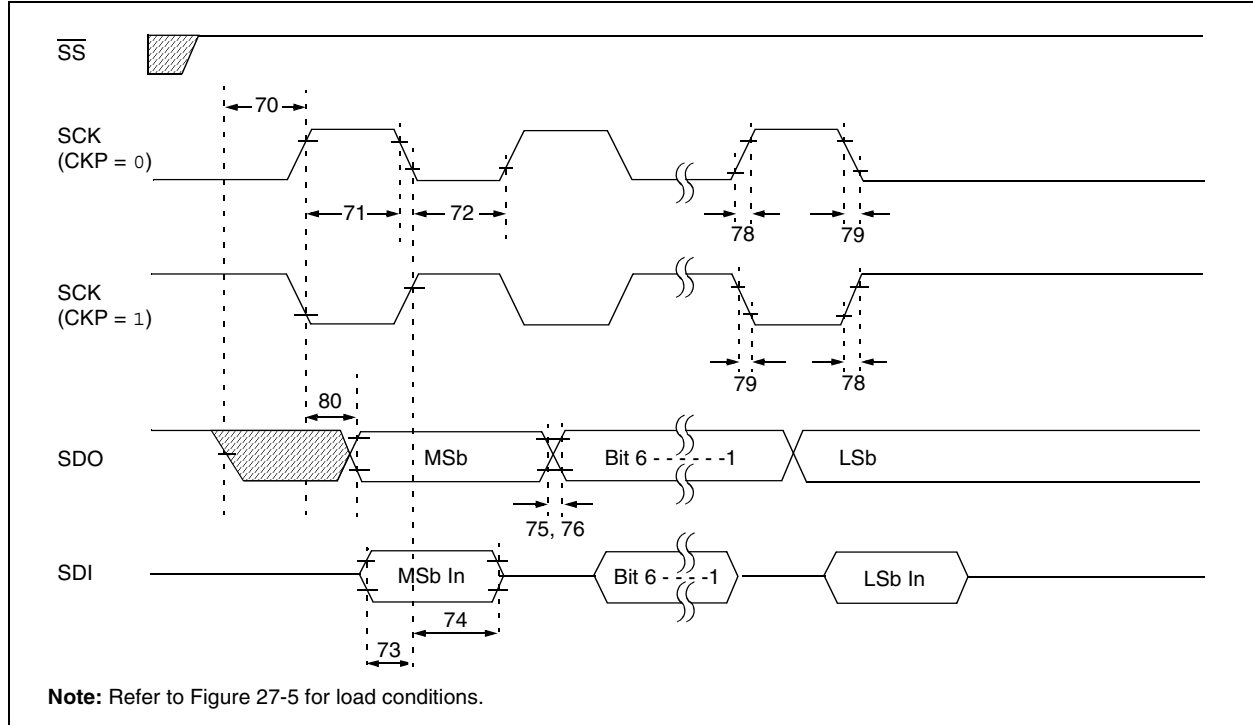 SS
70
SCK
(CKP = 0)
71
72
78
79
SCK
(CKP = 1)
79
78
80
SDO
MSb
Bit 6 - - - - - - -1
LSb
75, 76
SDI
MSb In
Bit 6 - - - - -1
LSb In
74
73
Note: Refer to Figure 27-5 for load conditions.